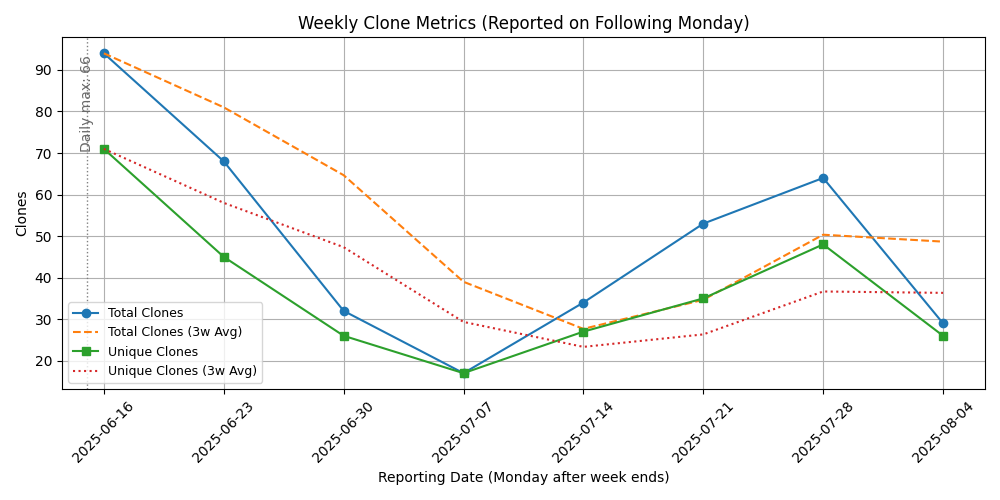 Weekly Clone Metrics (Reported on Following Monday)
Clones
90
80
70
60
50
40
30
20
Daily max: 66
Total Clones
Total Clones (3w Avg)
Unique Clones
Unique Clones (3w Avg)
2025-06-16
2025-06-23
2025-06-30
2025-07-07
2025-07-14
2025-07-21
2025-07-28
2025-08-04
Reporting Date (Monday after week ends)